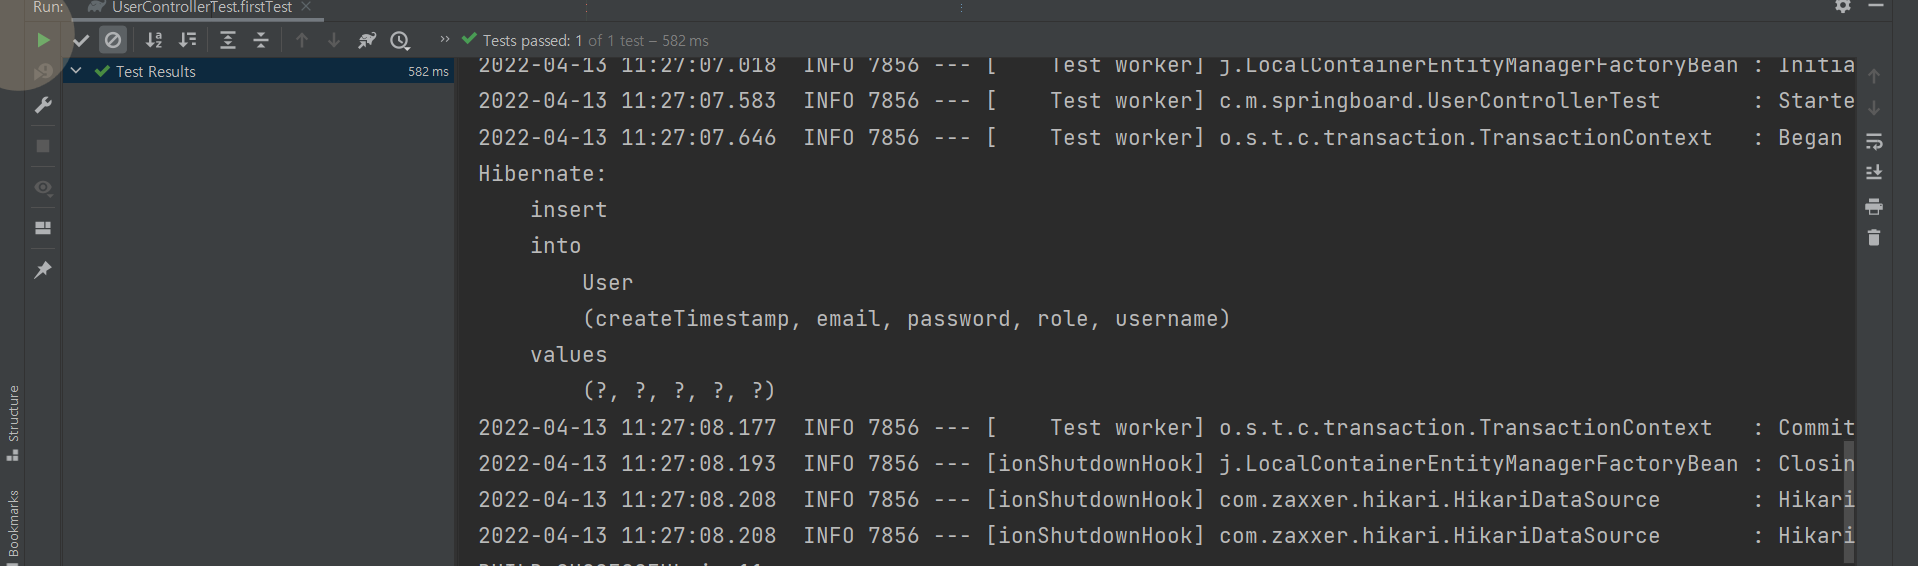 Run: UserControllerTest.firstTest
Tests passed: 1 of 1 test – 582 ms
Test Results 582 ms
2022-04-13 11:27:07.018  INFO 7856 --- [    Test worker] j.LocalContainerEntityManagerFactoryBean : Initia
2022-04-13 11:27:07.583  INFO 7856 --- [    Test worker] c.m.springboard.UserControllerTest       : Starte
2022-04-13 11:27:07.646  INFO 7856 --- [    Test worker] o.s.t.c.transaction.TransactionContext   : Began
Hibernate:
    insert
    into
        User
        (createTimestamp, email, password, role, username)
    values
        (?, ?, ?, ?, ?)
2022-04-13 11:27:08.177  INFO 7856 --- [    Test worker] o.s.t.c.transaction.TransactionContext   : Commit
2022-04-13 11:27:08.193  INFO 7856 --- [ionShutdownHook] j.LocalContainerEntityManagerFactoryBean : Closin
2022-04-13 11:27:08.208  INFO 7856 --- [ionShutdownHook] com.zaxxer.hikari.HikariDataSource       : Hikari
2022-04-13 11:27:08.208  INFO 7856 --- [ionShutdownHook] com.zaxxer.hikari.HikariDataSource       : Hikari
Structure
Bookmarks